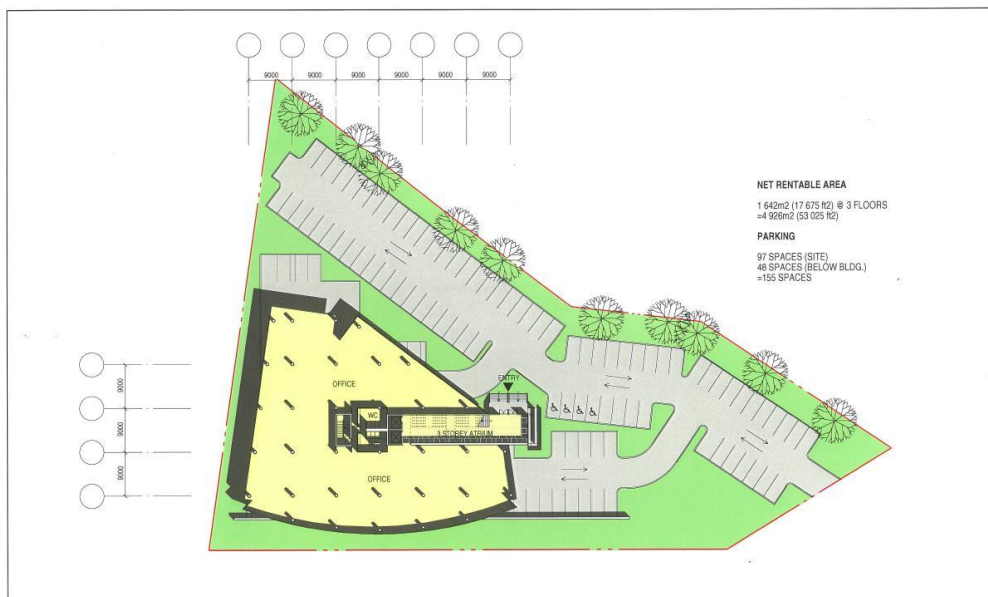 9000 9000 9000 9000 9000 9000
NET RENTABLE AREA
1 642m2 (17 675 ft2) @ 3 FLOORS
=4 926m2 (53 025 ft2)
PARKING
97 SPACES (SITE)
48 SPACES (BELOW BLDG.)
=155 SPACES
9000
9000
9000
ENTRY
OFFICE
WC
3 STOREY ATRIUM
OFFICE